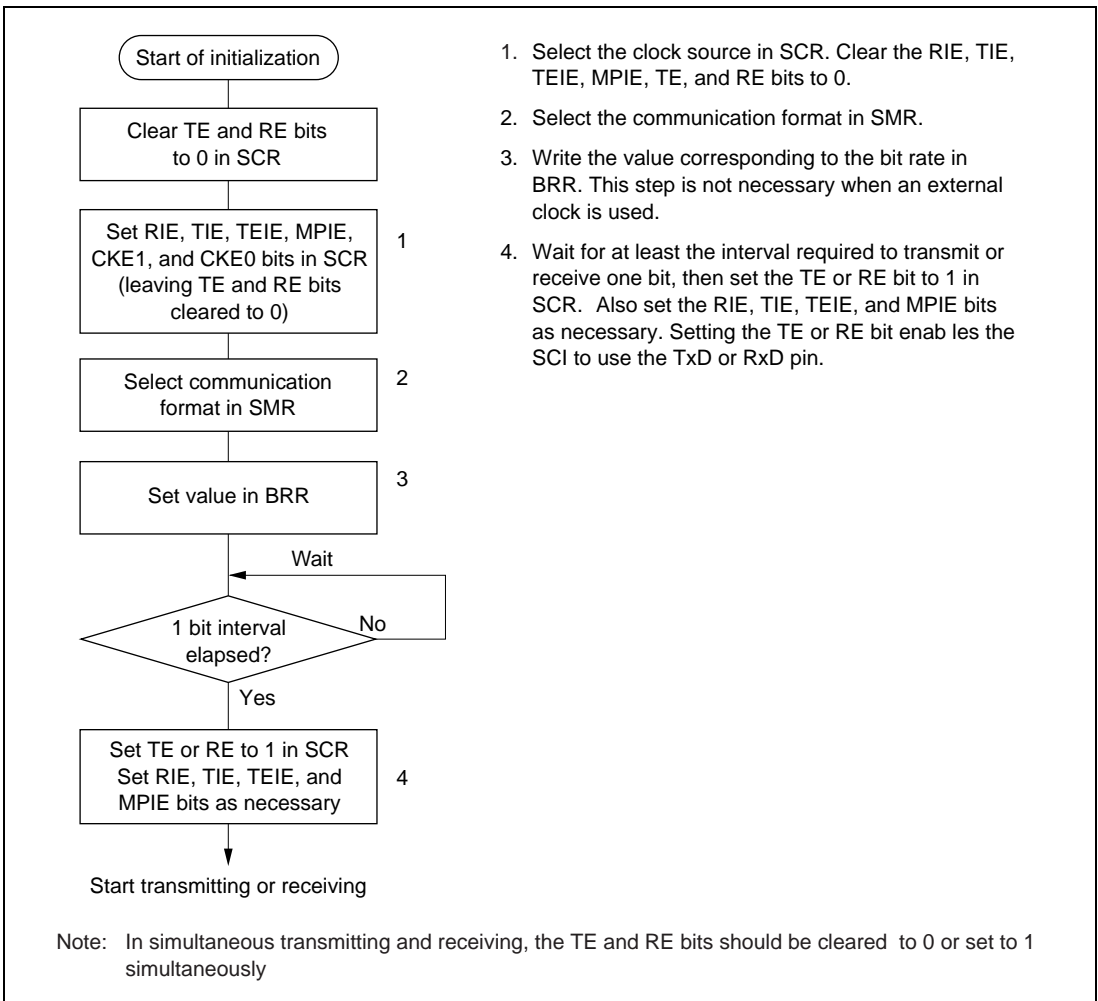 Start of initialization
Clear TE and RE bits
to 0 in SCR
Set RIE, TIE, TEIE, MPIE,
CKE1, and CKE0 bits in SCR
(leaving TE and RE bits
cleared to 0)
1
Select communication
format in SMR
2
Set value in BRR
3
Wait
1 bit interval
elapsed?
No
Yes
Set TE or RE to 1 in SCR
Set RIE, TIE, TEIE, and
MPIE bits as necessary
4
Start transmitting or receiving
1. Select the clock source in SCR. Clear the RIE, TIE,
TEIE, MPIE, TE, and RE bits to 0.
2. Select the communication format in SMR.
3. Write the value corresponding to the bit rate in
BRR. This step is not necessary when an external
clock is used.
4. Wait for at least the interval required to transmit or
receive one bit, then set the TE or RE bit to 1 in
SCR. Also set the RIE, TIE, TEIE, and MPIE bits
as necessary. Setting the TE or RE bit enab les the
SCI to use the TxD or RxD pin.
Note: In simultaneous transmitting and receiving, the TE and RE bits should be cleared to 0 or set to 1
simultaneously